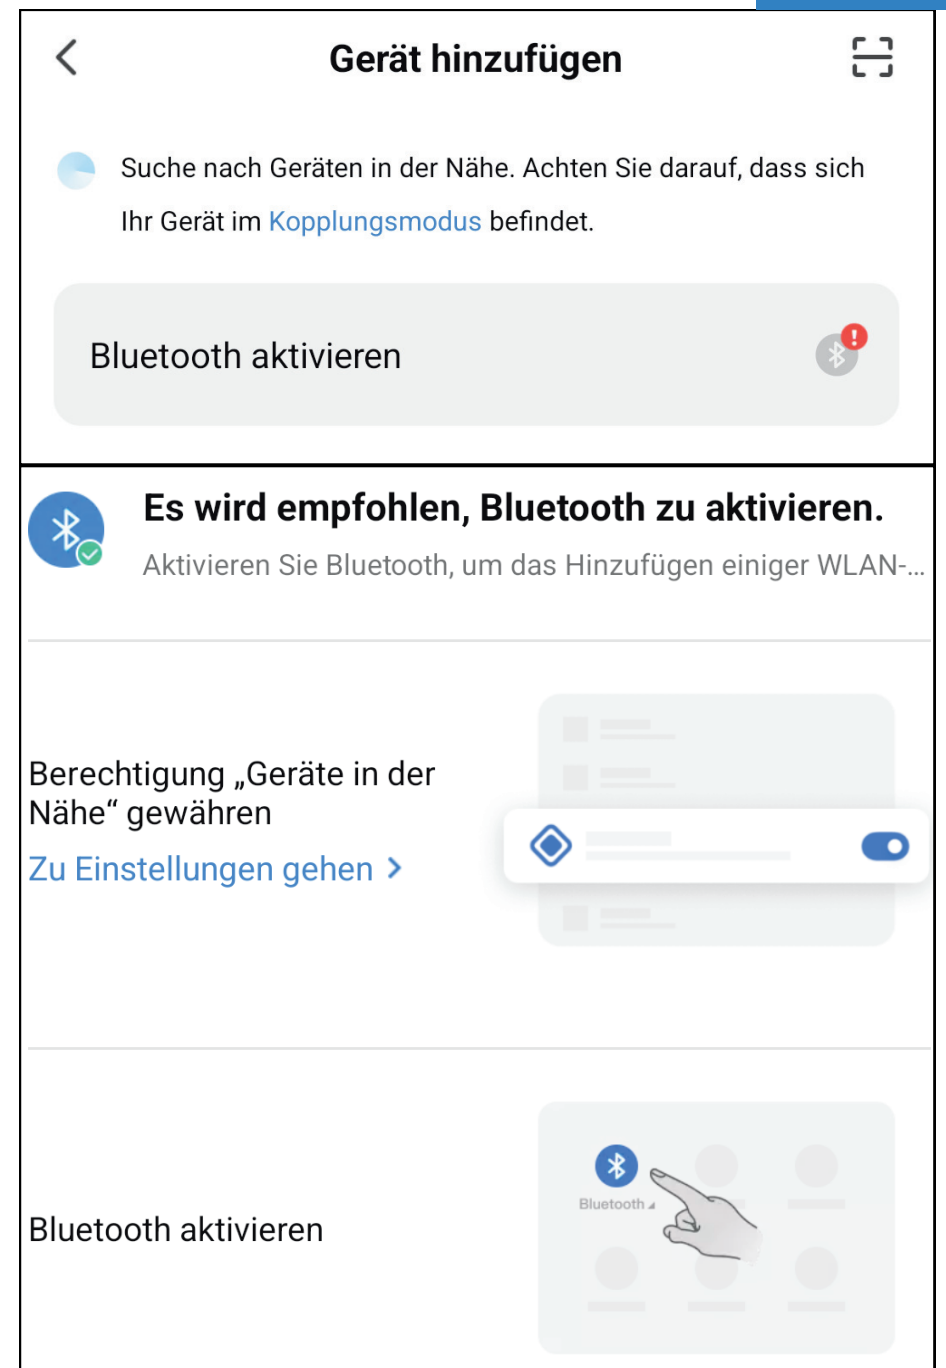 Gerät hinzufügen
Suche nach Geräten in der Nähe. Achten Sie darauf, dass sich
Ihr Gerät im Kopplungsmodus befindet.
Bluetooth aktivieren
Es wird empfohlen, Bluetooth zu aktivieren.
Aktivieren Sie Bluetooth, um das Hinzufügen einiger WLAN-...
Berechtigung „Geräte in der
Nähe“ gewähren
Zu Einstellungen gehen
Bluetooth
Bluetooth aktivieren